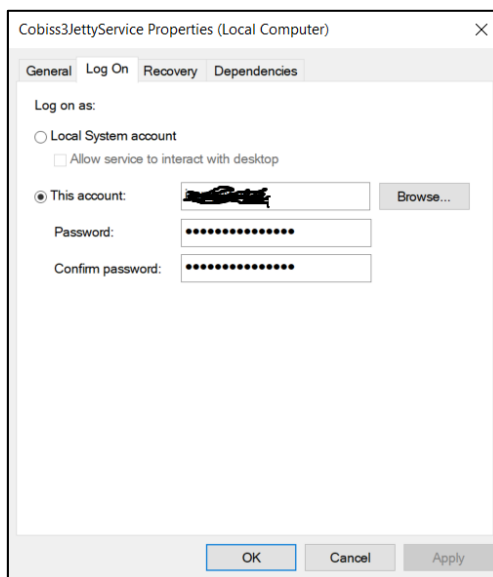 Cobiss3JettyService Properties (Local Computer)
General Log On Recovery Dependencies
Log on as:
Local System account
Allow service to interact with desktop
This account:
Browse...
Password: •••••••••••••••
Confirm password: •••••••••••••••
OK Cancel Apply